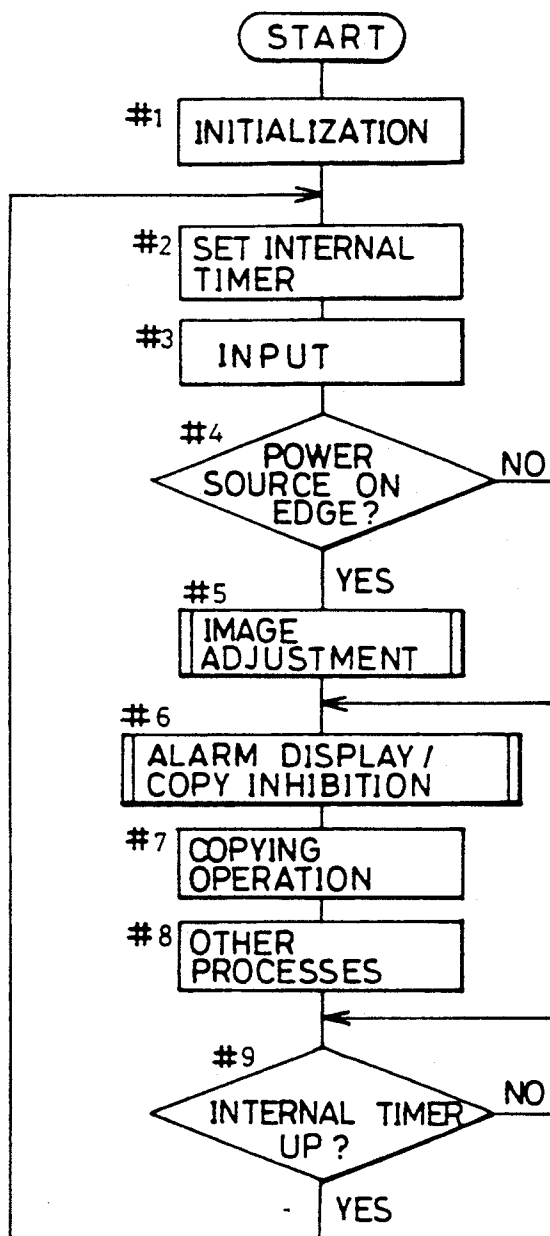 START
#1
INITIALIZATION
#2
SET INTERNAL
TIMER
#3
INPUT
#4
POWER
SOURCE ON
EDGE?
NO
YES
#5
IMAGE
ADJUSTMENT
#6
ALARM DISPLAY/
COPY INHIBITION
#7
COPYING
OPERATION
#8
OTHER
PROCESSES
#9
INTERNAL TIMER
UP?
NO
YES